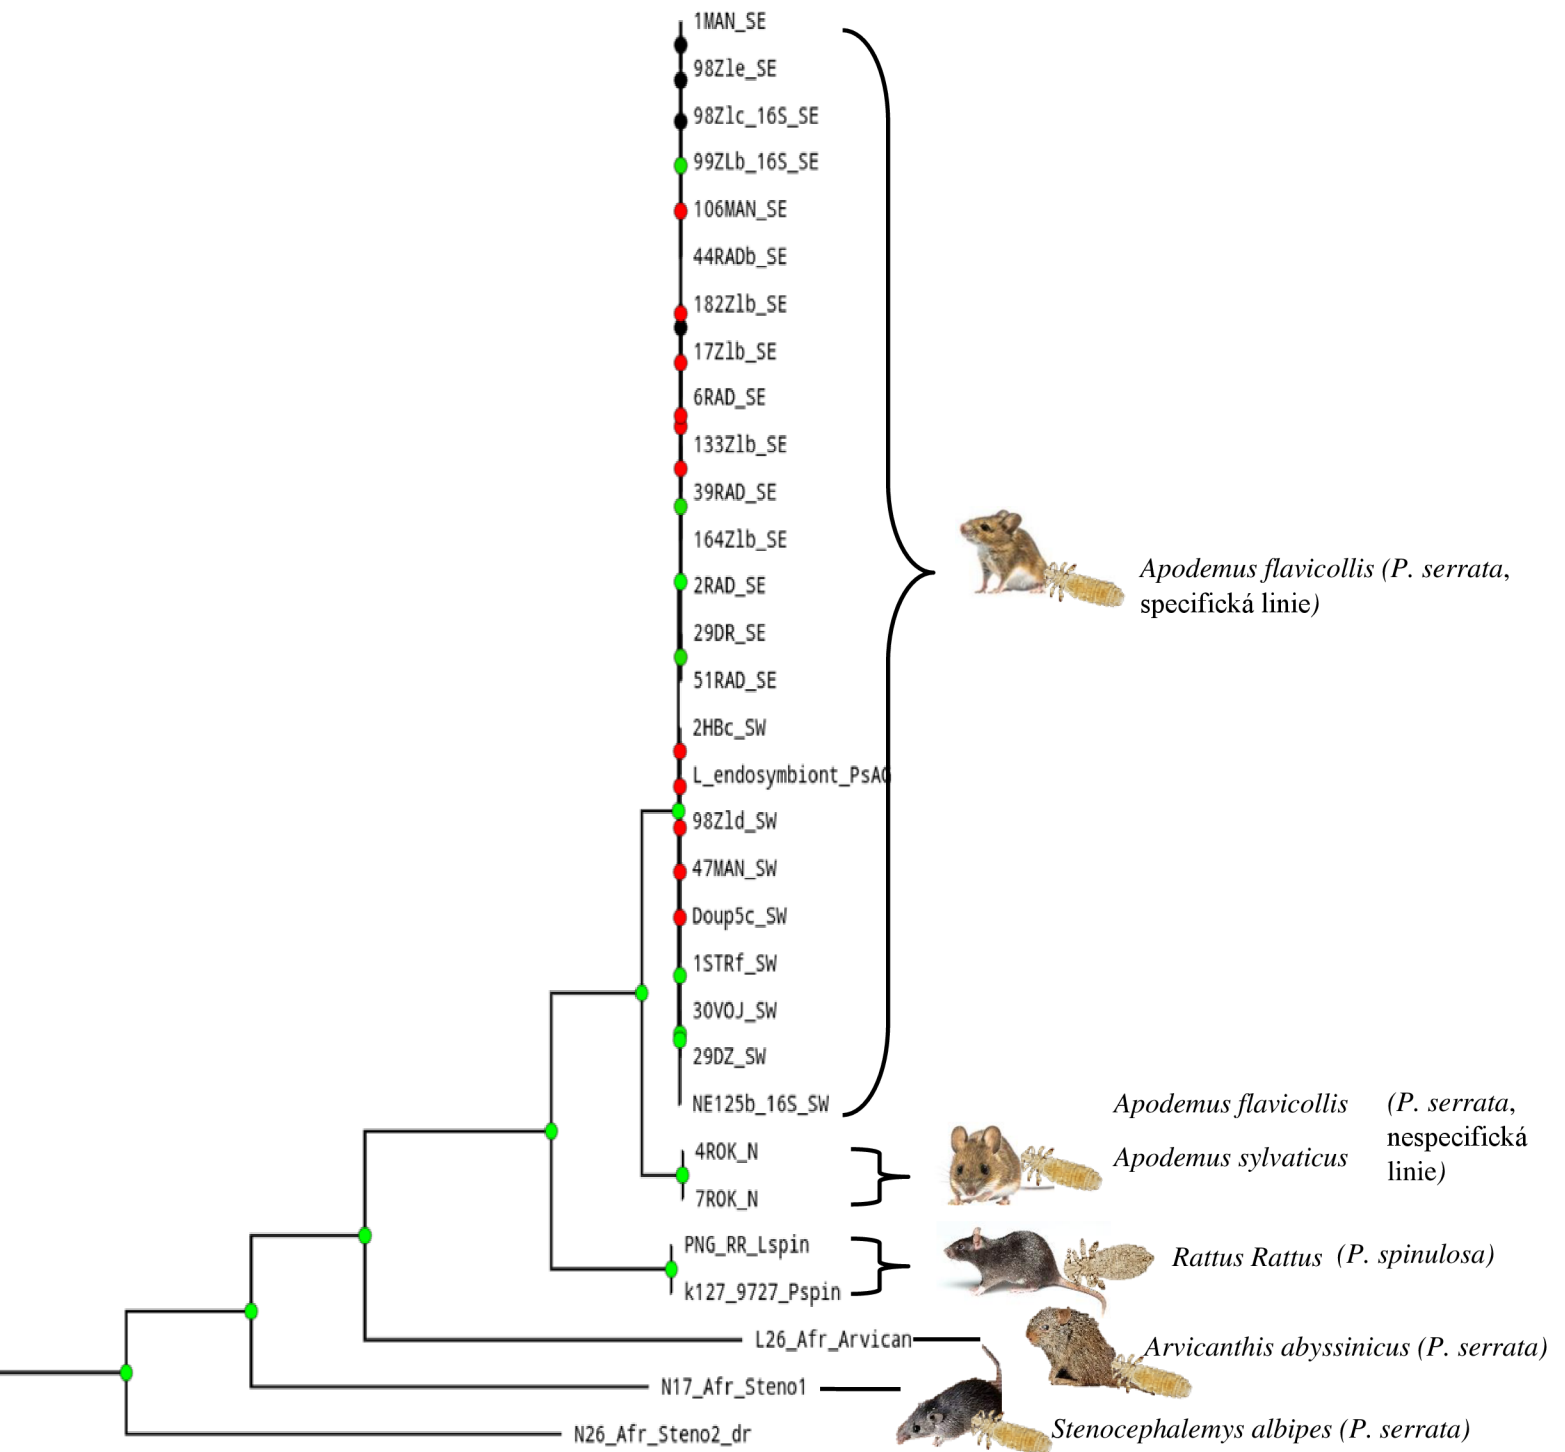 1MAN_SE
98Zle_SE
98Zlc_16S_SE
99ZLb_16S_SE
106MAN_SE
44RADb_SE
182Zlb_SE
17Zlb_SE
6RAD_SE
133Zlb_SE
39RAD_SE
164Zlb_SE
2RAD_SE
29DR_SE
51RAD_SE
2HBc_SW
L_endosymbiont_PsAG
98Zld_SW
47MAN_SW
Doup5c_SW
1STRf_SW
30VOJ_SW
29DZ_SW
NE125b_16S_SW
4ROK_N
7ROK_N
PNG_RR_Lspin
k127_9727_Pspin
L26_Afr_Arvican
N17_Afr_Steno1
N26_Afr_Steno2_dr
Apodemus flavicollis (P. serrata,
specifická linie)
Apodemus flavicollis
Apodemus sylvaticus
(P. serrata,
nespecifická
linie)
Rattus Rattus (P. spinulosa)
Arvicanthis abyssinicus (P. serrata)
Stenocephalemys albipes (P. serrata)